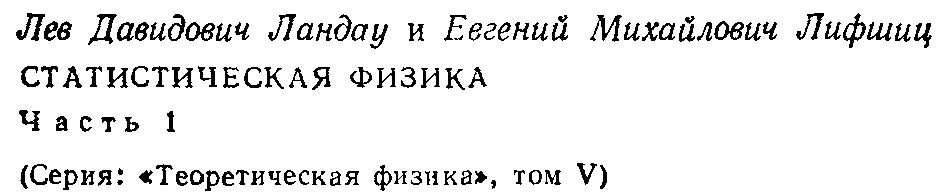 Лев Давидович Ландау и Евгений Михайлович Лифшиц
СТАТИСТИЧЕСКАЯ ФИЗИКА
Часть 1
(Серия: «Теоретическая физика», том V)